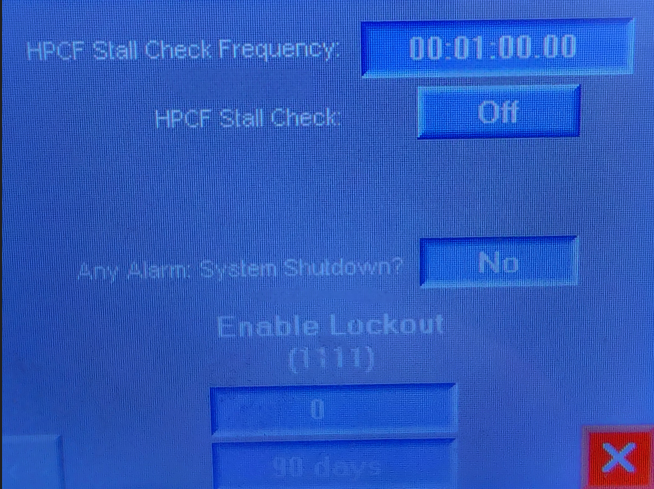 HPCF Stall Check Frequency: 00:01:00.00
HPCF Stall Check: Off
Any Alarm: System Shutdown? No
Enable Lockout
(1111)
0
90 days